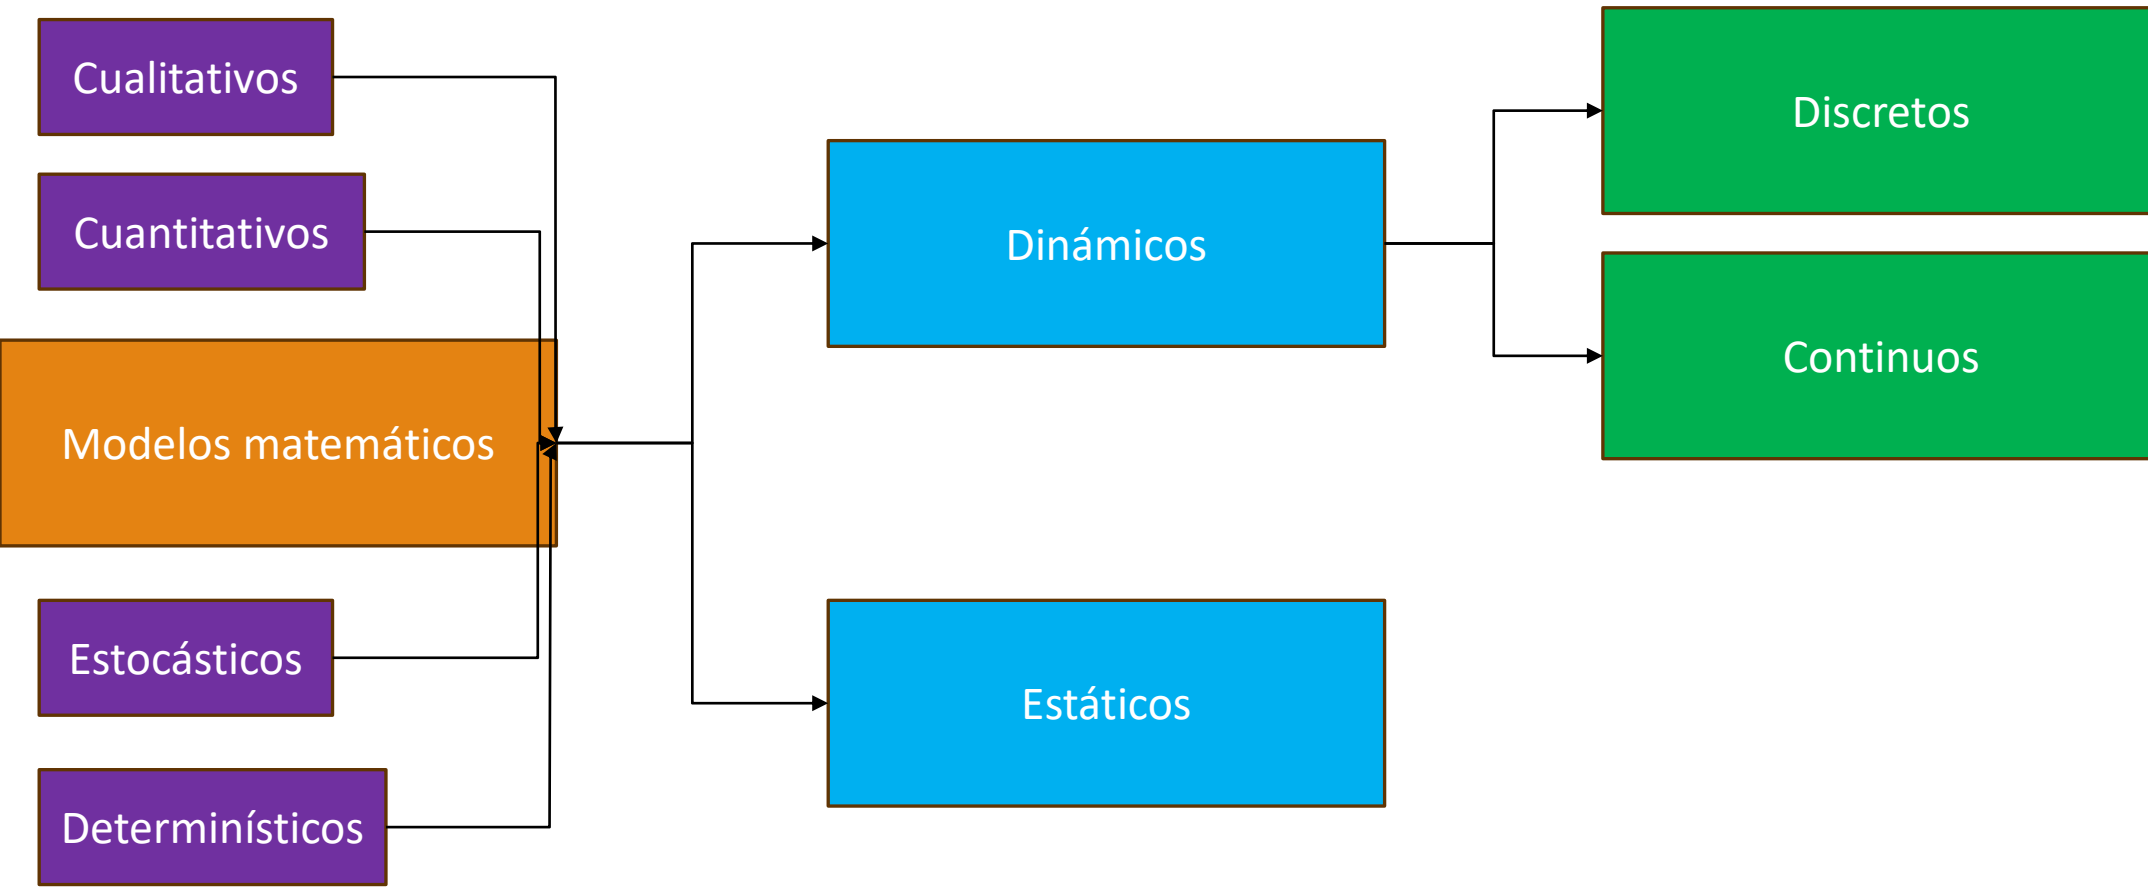 Cualitativos
Cuantitativos
Modelos matemáticos
Estocásticos
Determinísticos
Dinámicos
Estáticos
Discretos
Continuos